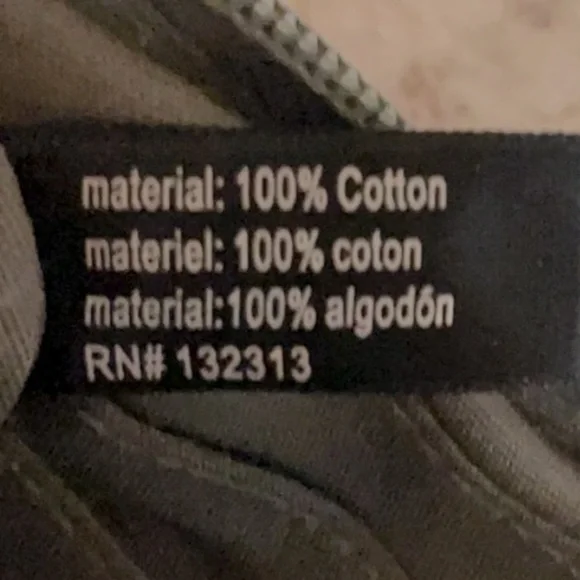 material: 100% Cotton
materiel: 100% coton
material:100% algodón
RN# 132313